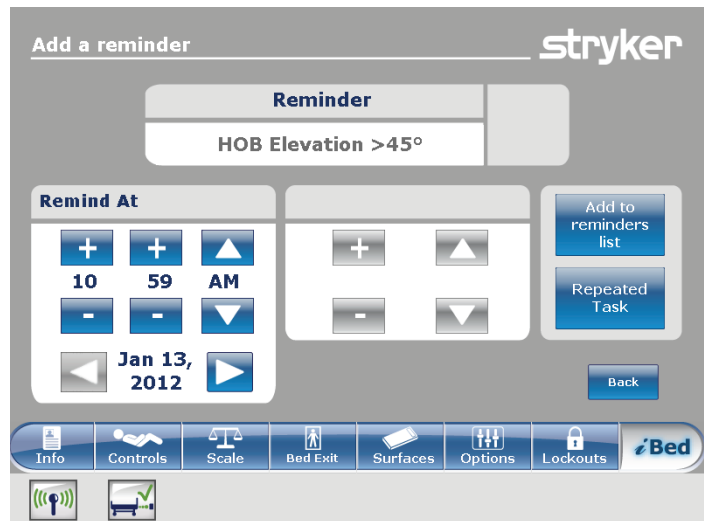 Add a reminder
stryker
Reminder
HOB Elevation >45°
Remind At
+ +
10 59 AM
- -
Jan 13,
2012
+
-
Add to
reminders
list
Repeated
Task
Back
Info Controls Scale Bed Exit Surfaces Options Lockouts iBed